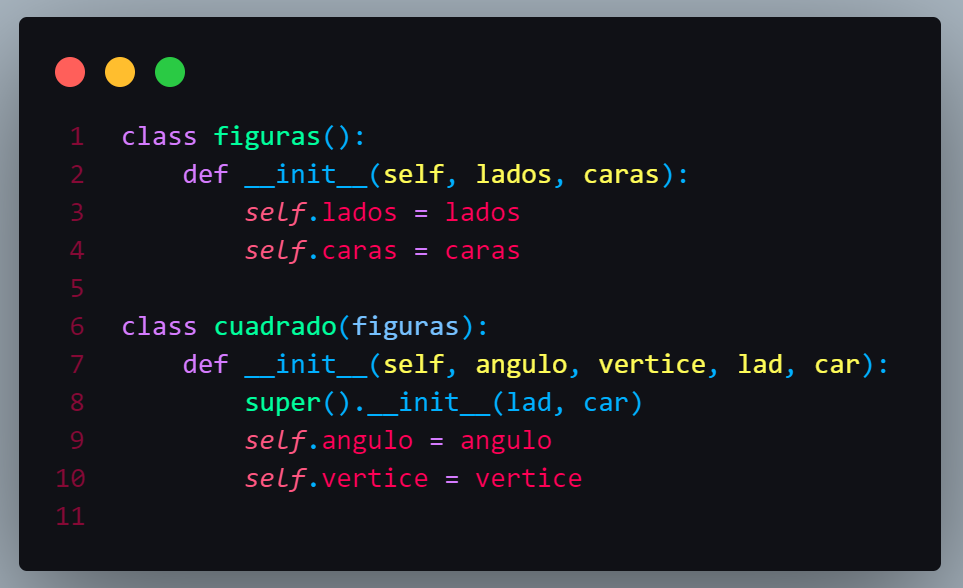 1 class figuras():
2     def __init__(self, lados, caras):
3         self.lados = lados
4         self.caras = caras
5
6 class cuadrado(figuras):
7     def __init__(self, angulo, vertice, lad, car):
8         super().__init__(lad, car)
9         self.angulo = angulo
10         self.vertice = vertice
11